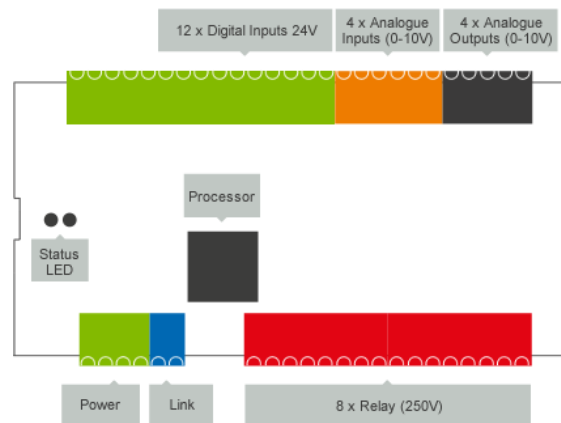 12 x Digital Inputs 24V
4 x Analogue
Inputs (0-10V)
4 x Analogue
Outputs (0-10V)
Processor
Status
LED
Power
Link
8 x Relay (250V)